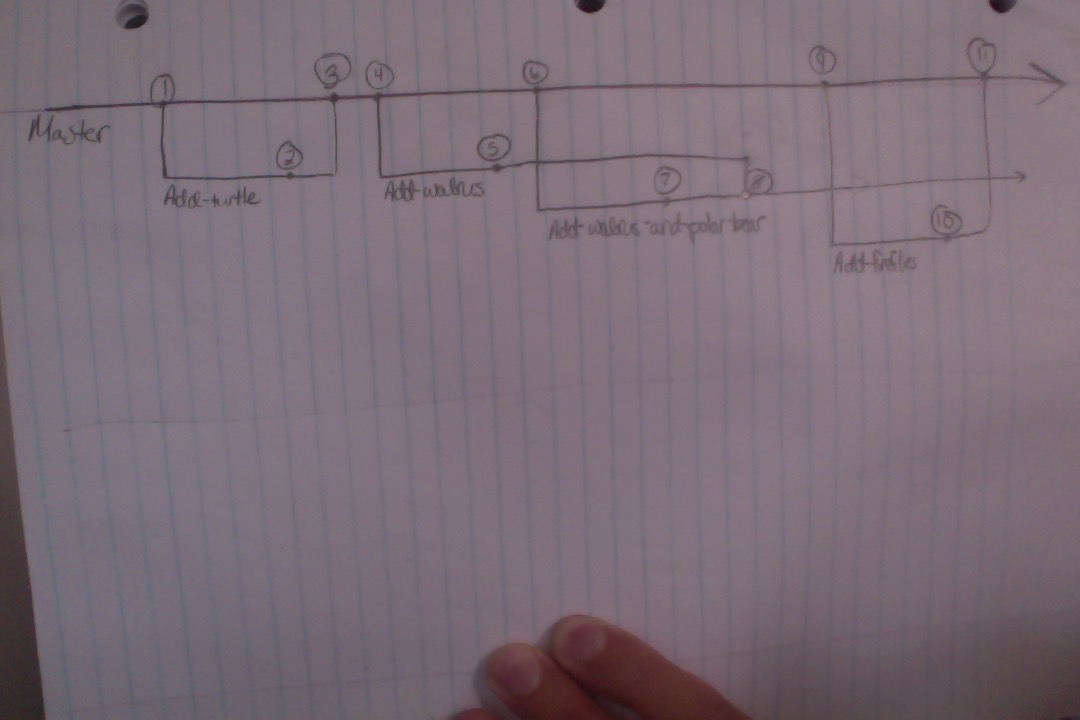 1 3 4 6 9 11
Master
2 5 7 8
Add-turtle Add-walrus
Add-walrus-and-polar bear 10
Add-fireflies